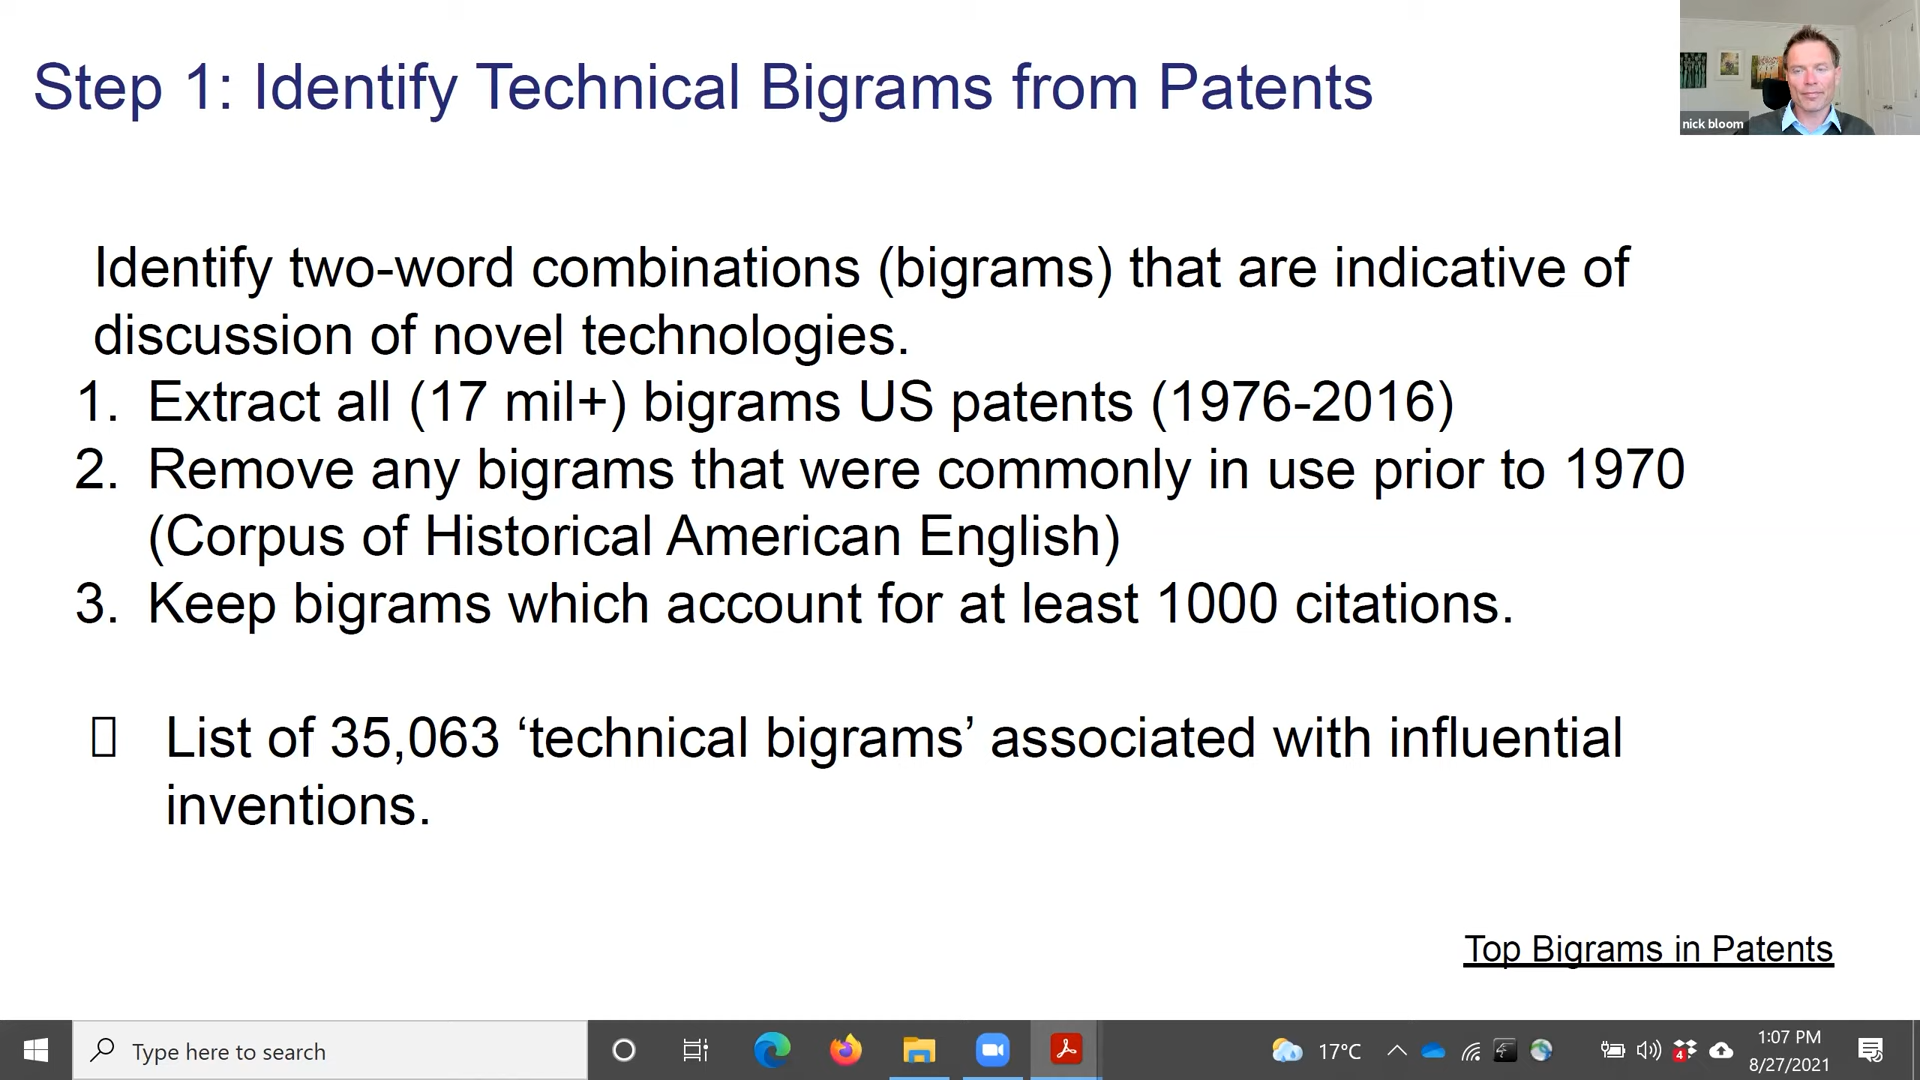 Step 1: Identify Technical Bigrams from Patents
nick bloom
Identify two-word combinations (bigrams) that are indicative of
discussion of novel technologies.
1. Extract all (17 mil+) bigrams US patents (1976-2016)
2. Remove any bigrams that were commonly in use prior to 1970
(Corpus of Historical American English)
3. Keep bigrams which account for at least 1000 citations.
List of 35,063 ‘technical bigrams’ associated with influential
inventions.
Top Bigrams in Patents
Type here to search
17°C
4
1:07 PM
8/27/2021